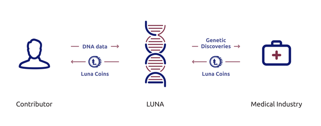 DNA data
Luna Coins
Genetic
Discoveries
Luna Coins
Contributor
LUNA
Medical Industry